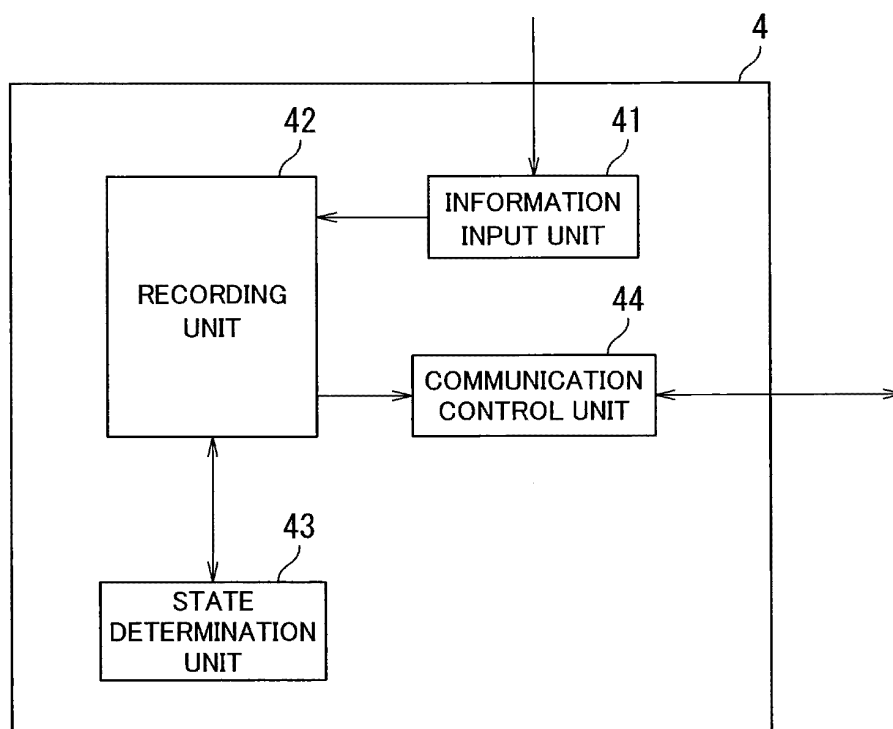 4
42
41
INFORMATION
INPUT UNIT
RECORDING
UNIT
44
COMMUNICATION
CONTROL UNIT
43
STATE
DETERMINATION
UNIT